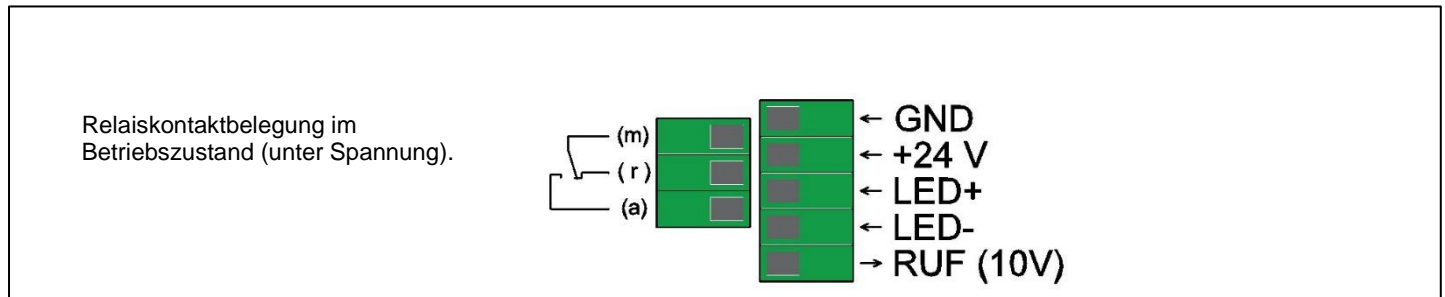 Relaiskontaktbelegung im
Betriebszustand (unter Spannung).
(m)
( r )
(a)
← GND
← +24 V
← LED+
← LED-
→ RUF (10V)